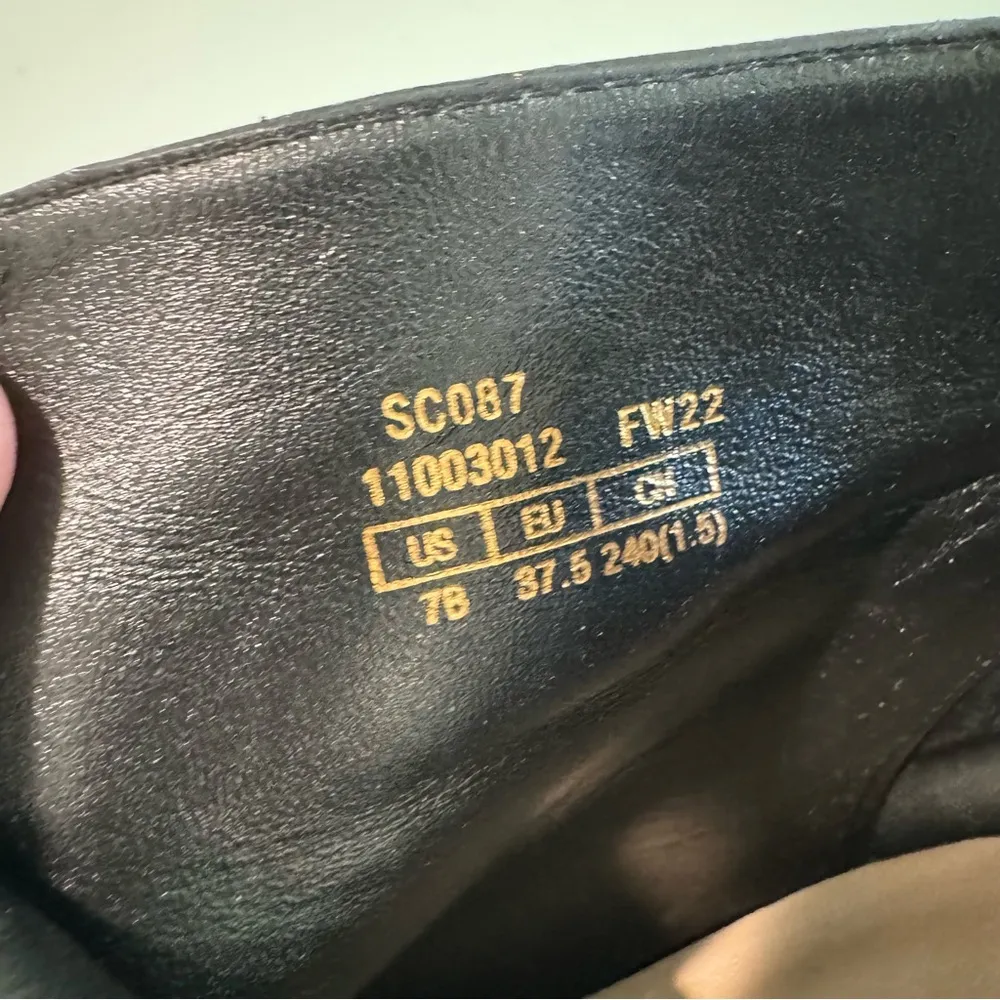 SC087
11003012 FW22
US EU CN
7B 37.5 240(1.5)